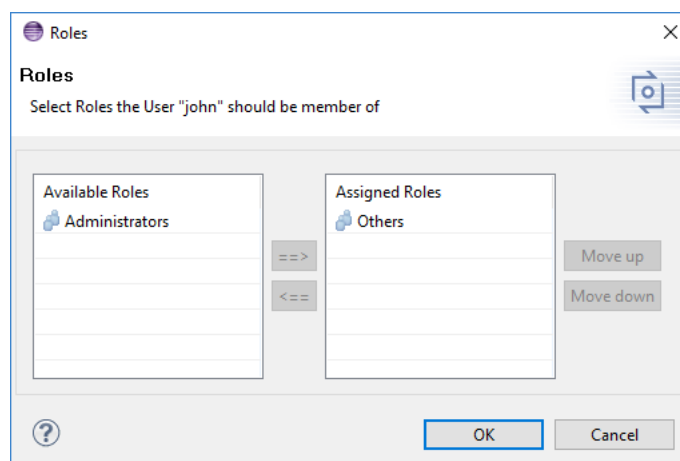 Roles
Roles
Select Roles the User "john" should be member of
Available Roles
Administrators
Assigned Roles
Others
==>
<==
Move up
Move down
?
OK
Cancel